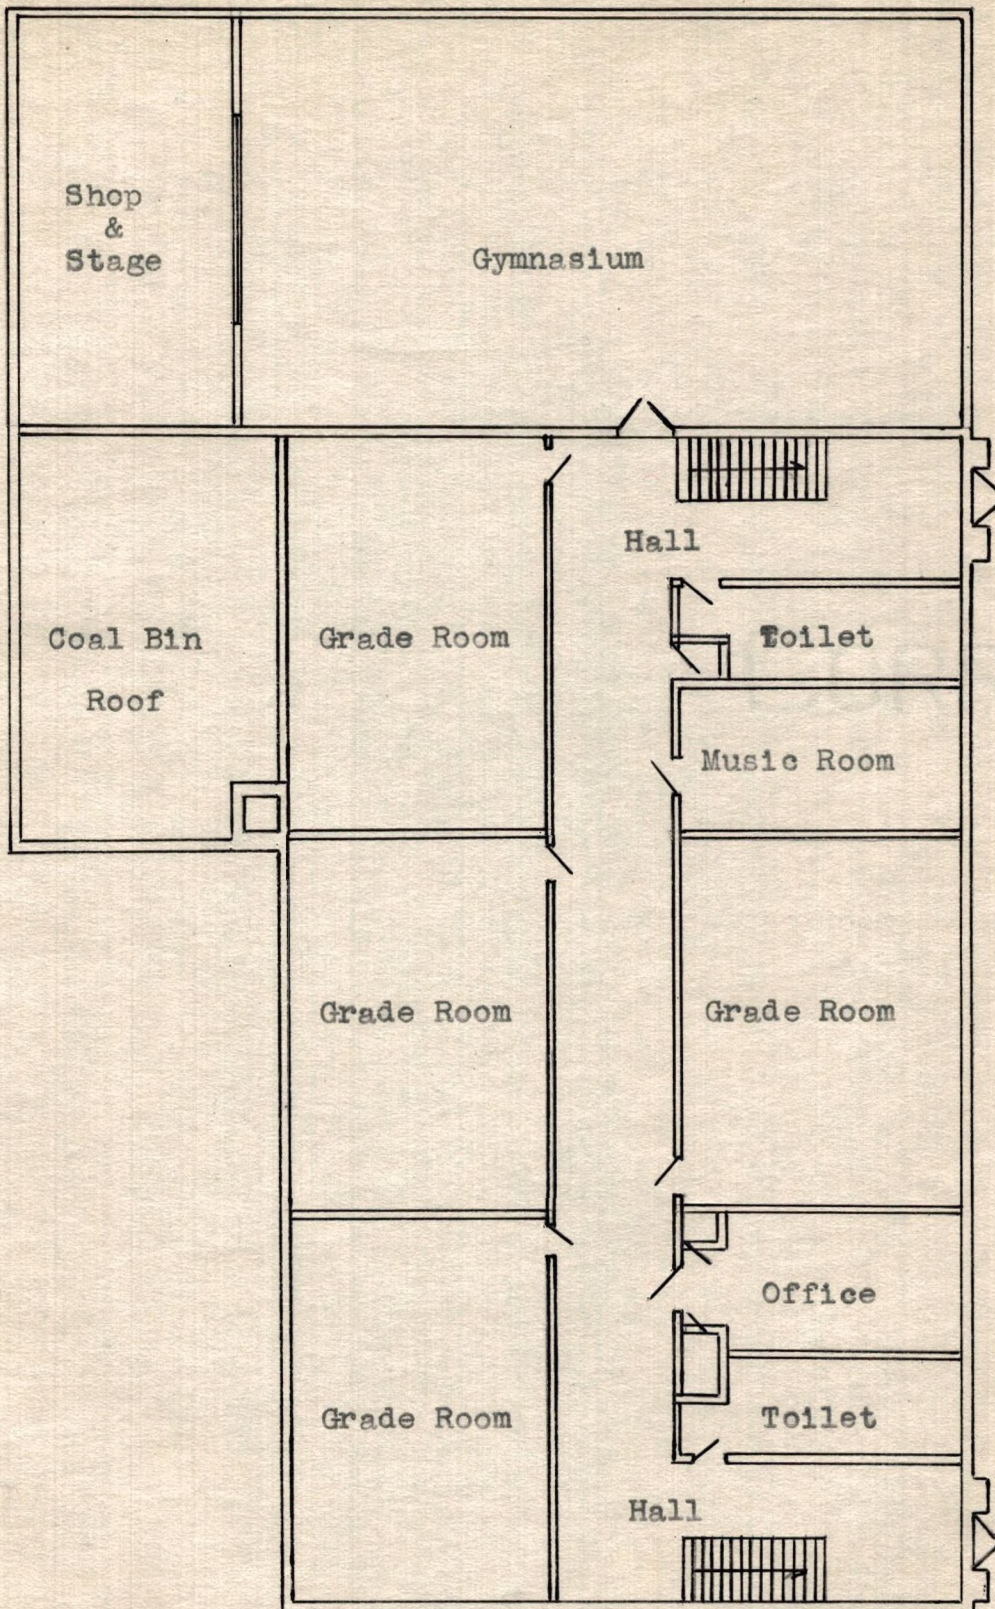 Shop
&
Stage
Gymnasium
Hall
Coal Bin
Roof
Grade Room
Toilet
Music Room
Grade Room
Grade Room
Office
Grade Room
Toilet
Hall